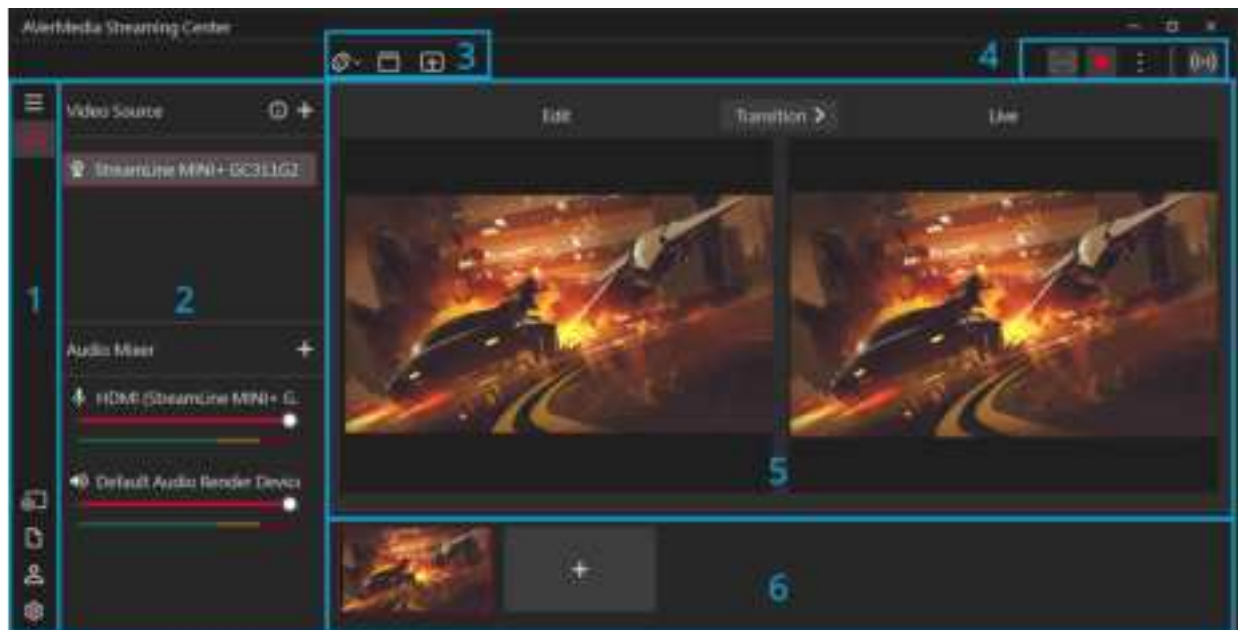 AVerMedia Streaming Center
3
4
Video Source
Edit
Transition
Live
StreamLine MINI+ GC311G2
1
2
Audio Mixer
HDMI (StreamLine MINI+ G.
Default Audio Render Device
5
6